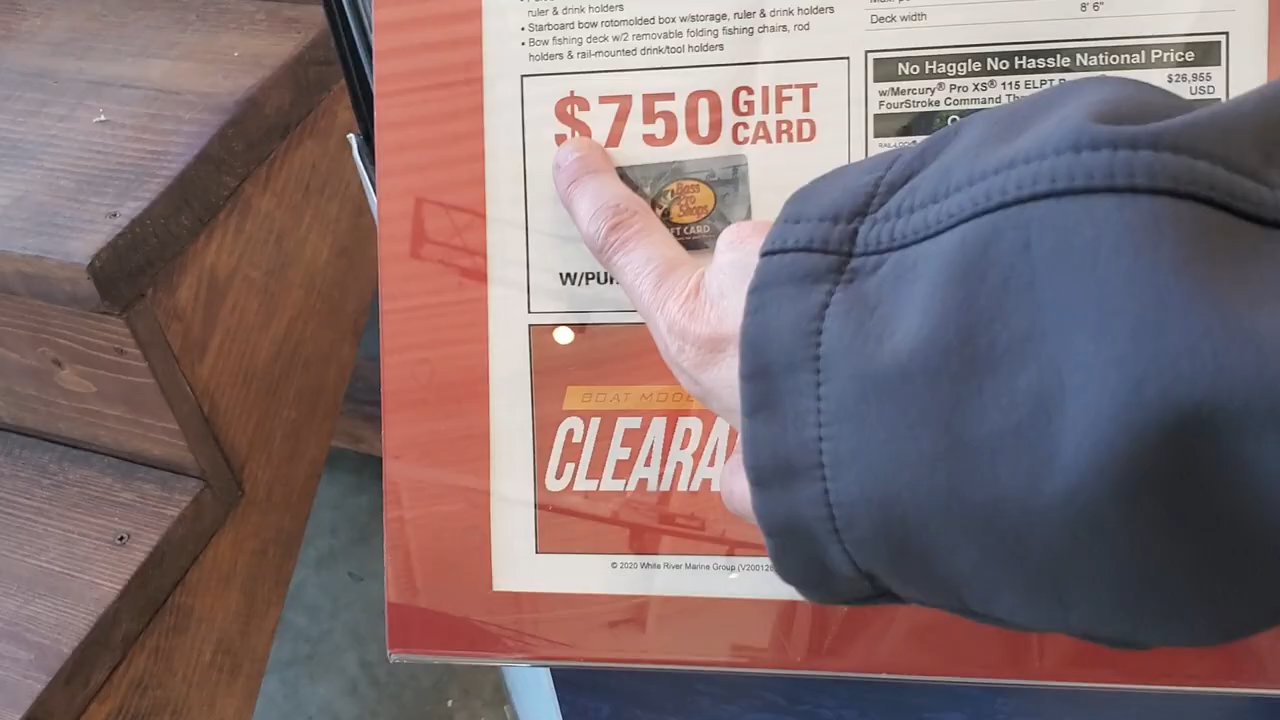 ruler & drink holders
• Starboard bow rotomolded box w/storage, ruler & drink holders
• Bow fishing deck w/2 removable folding fishing chairs, rod
holders & rail-mounted drink/tool holders
Deck width 8' 6"
No Haggle No Hassle National Price
w/Mercury® Pro XS® 115 ELPT
FourStroke Command
$26,955
USD
$750 GIFT
CARD
Bass
Pro
Shops
CARD
BOAT
© 2020 White River Marine Group